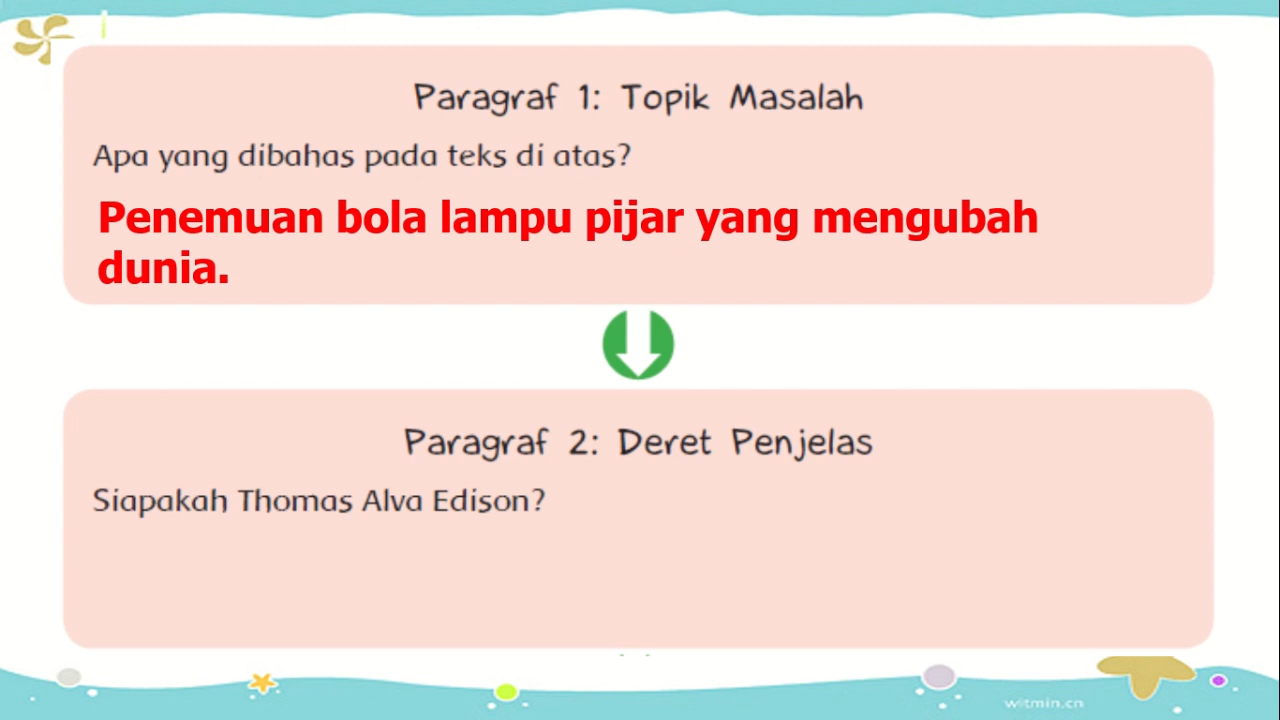 Paragraf 1: Topik Masalah
Apa yang dibahas pada teks di atas?
Penemuan bola lampu pijar yang mengubah
dunia.
Paragraf 2: Deret Penjelas
Siapakah Thomas Alva Edison?
witmin.cn